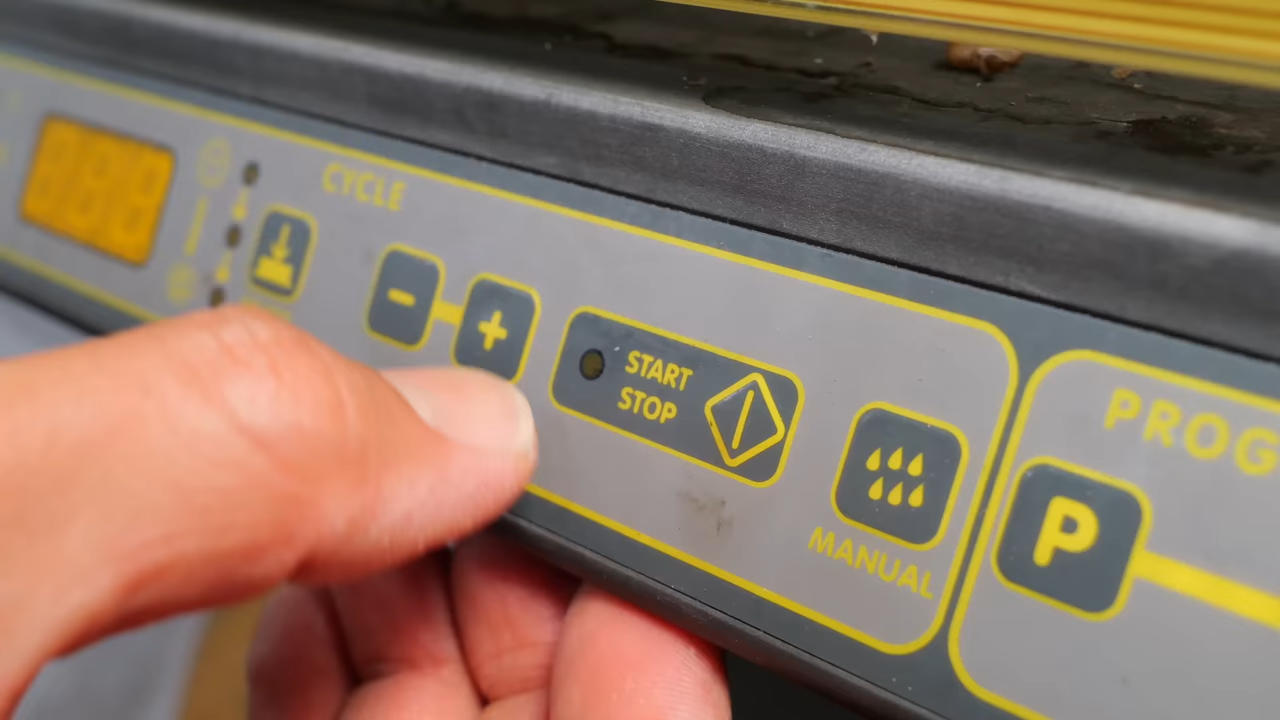 CYCLE
-
+
START
STOP
MANUAL
PROG
P